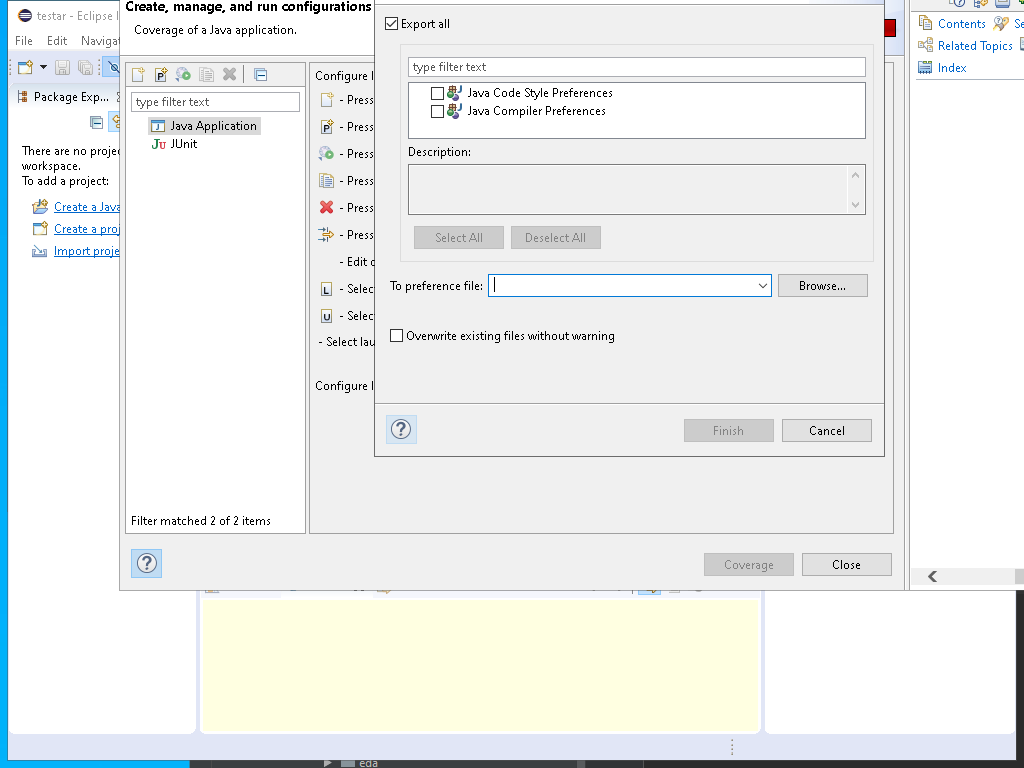 testar - Eclipse I
File Edit Navigat
Package Exp...
There are no projec
workspace.
To add a project:
Create a Java
Create a proj
Import proje
Create, manage, and run configurations
Coverage of a Java application.
type filter text
Java Application
JUnit
Filter matched 2 of 2 items
Configure l
- Press
- Press
- Press
- Press
- Press
- Press
- Edit o
- Selec
- Selec
- Select lau
Configure l
Coverage
Close
Export all
type filter text
Java Code Style Preferences
Java Compiler Preferences
Description:
Select All
Deselect All
To preference file:
Browse...
Overwrite existing files without warning
Finish
Cancel
Contents
Se
Related Topics
Index
eda